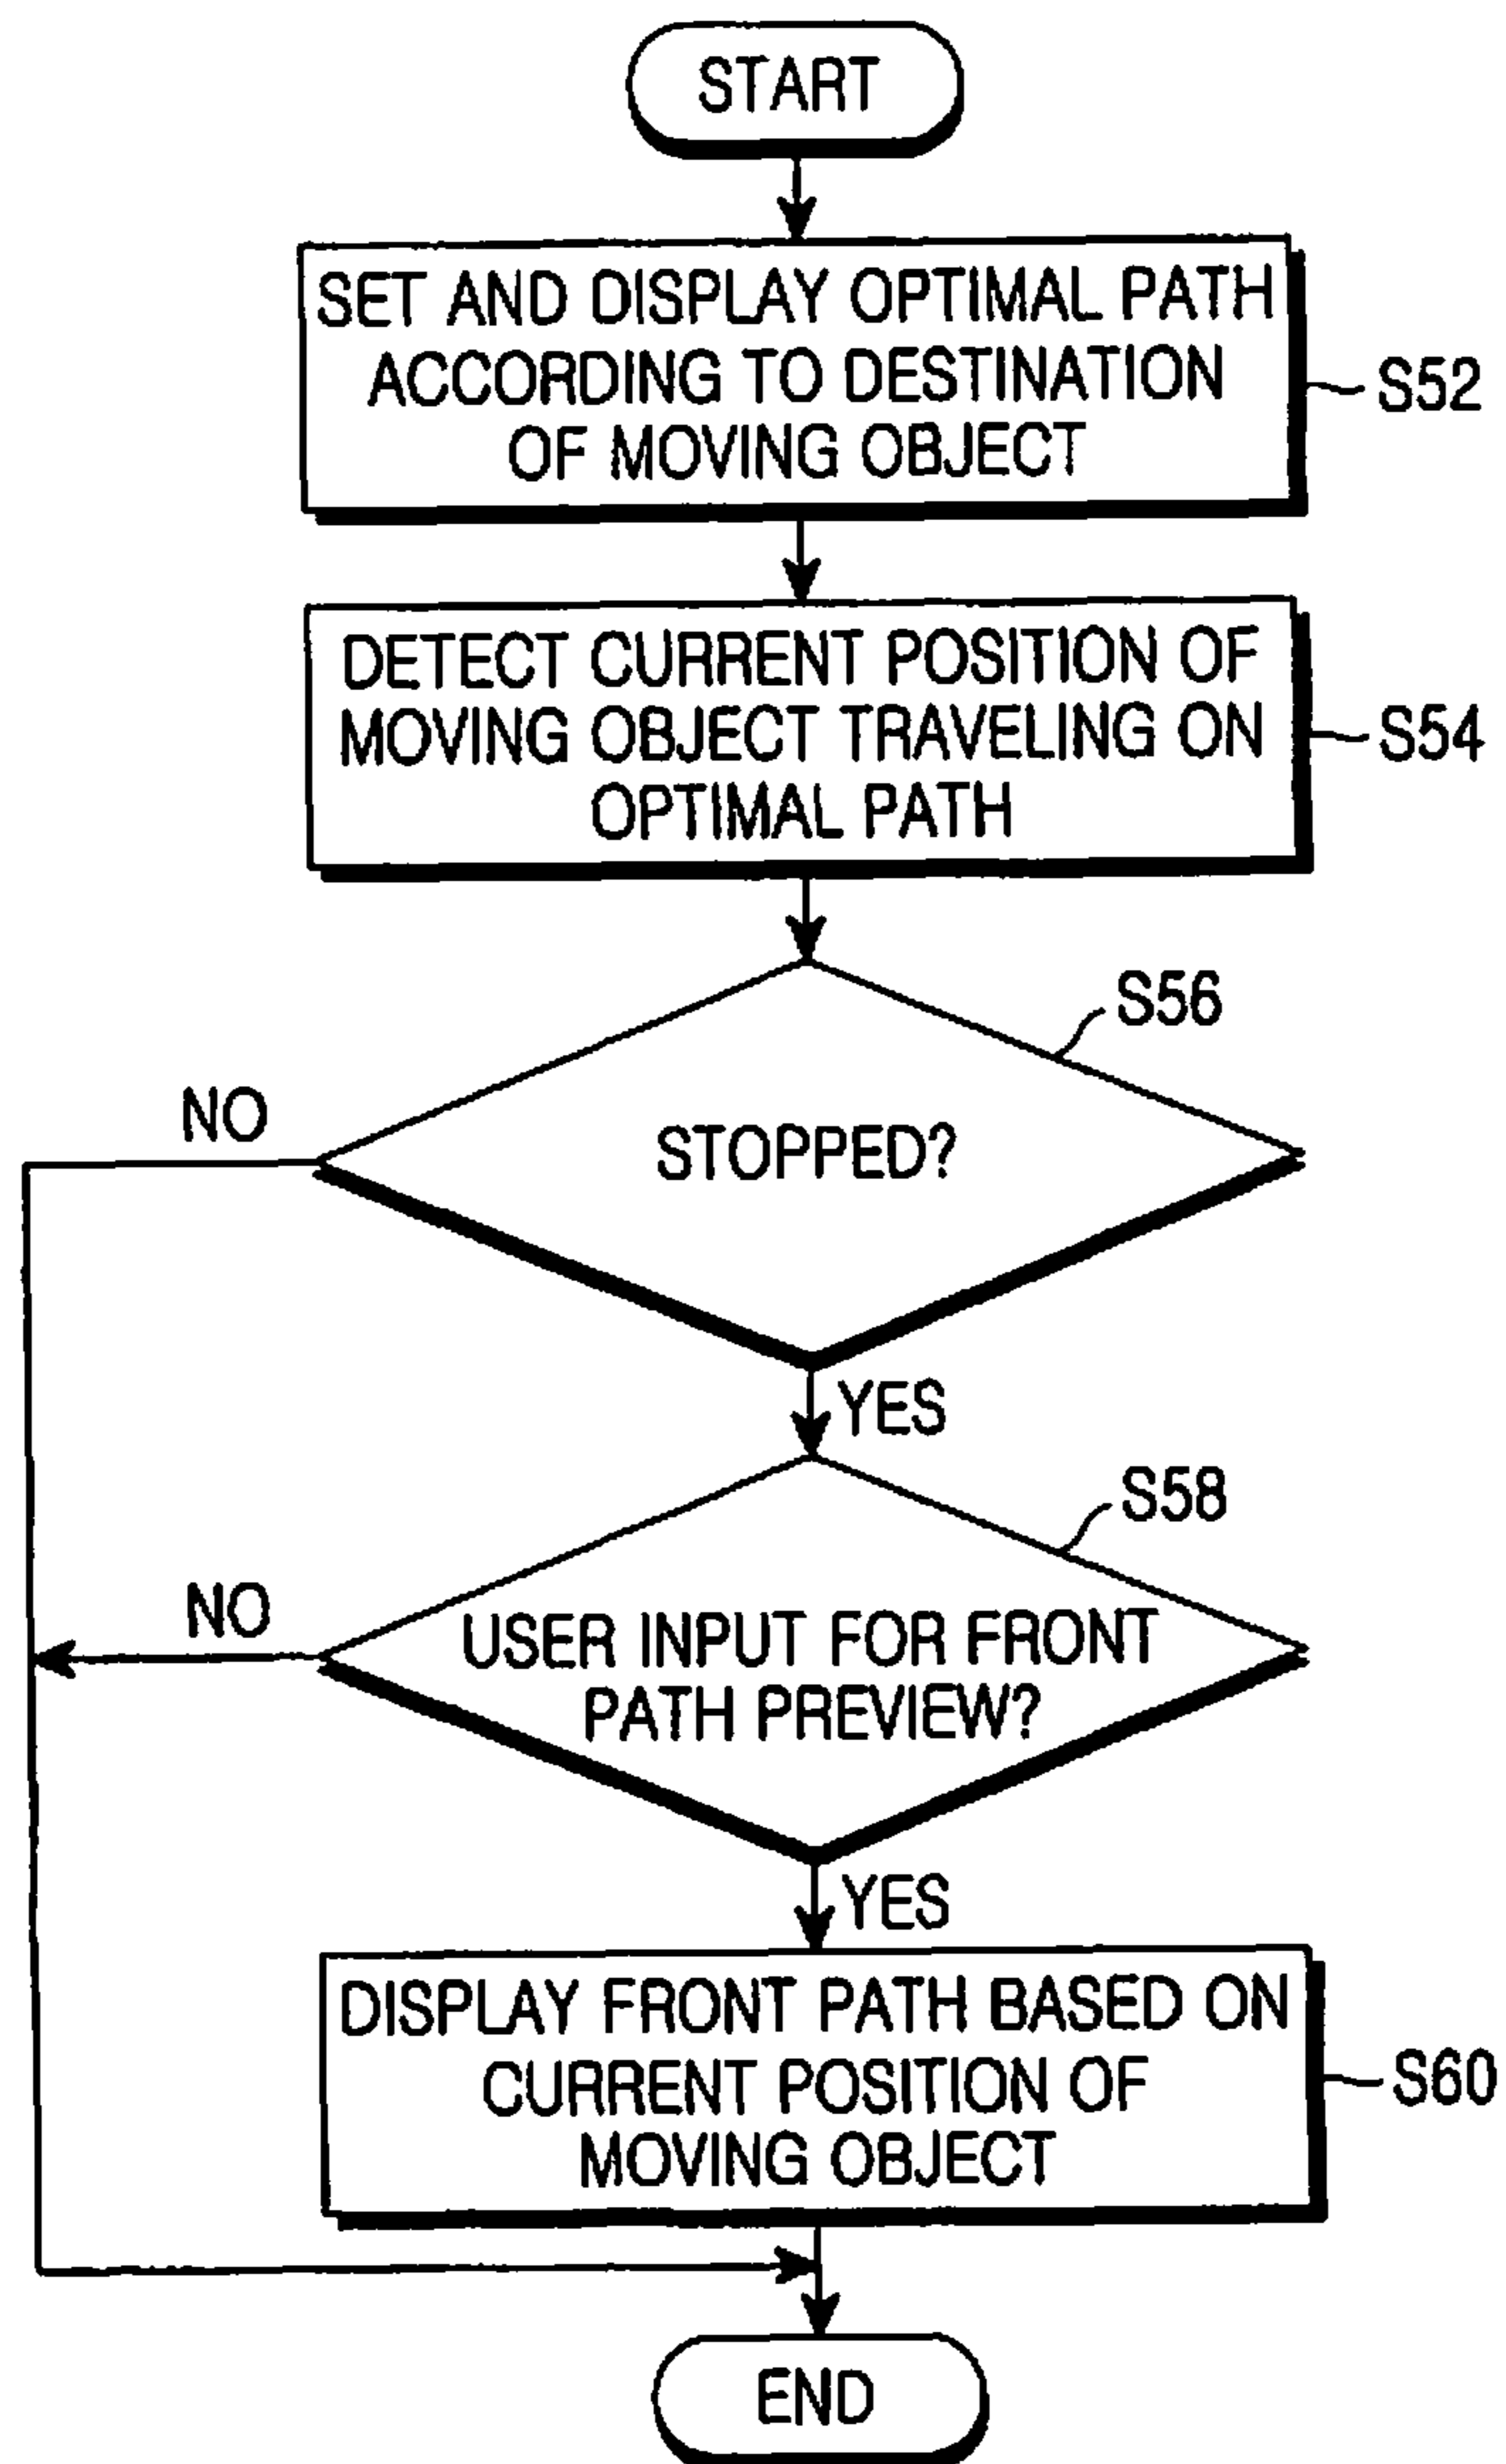 START
SET AND DISPLAY OPTIMAL PATH
ACCORDING TO DESTINATION
OF MOVING OBJECT
S52
DETECT CURRENT POSITION OF
MOVING OBJECT TRAVELING ON
OPTIMAL PATH
S54
S56
NO
STOPPED?
YES
S58
NO
USER INPUT FOR FRONT
PATH PREVIEW?
YES
DISPLAY FRONT PATH BASED ON
CURRENT POSITION OF
MOVING OBJECT
S60
END